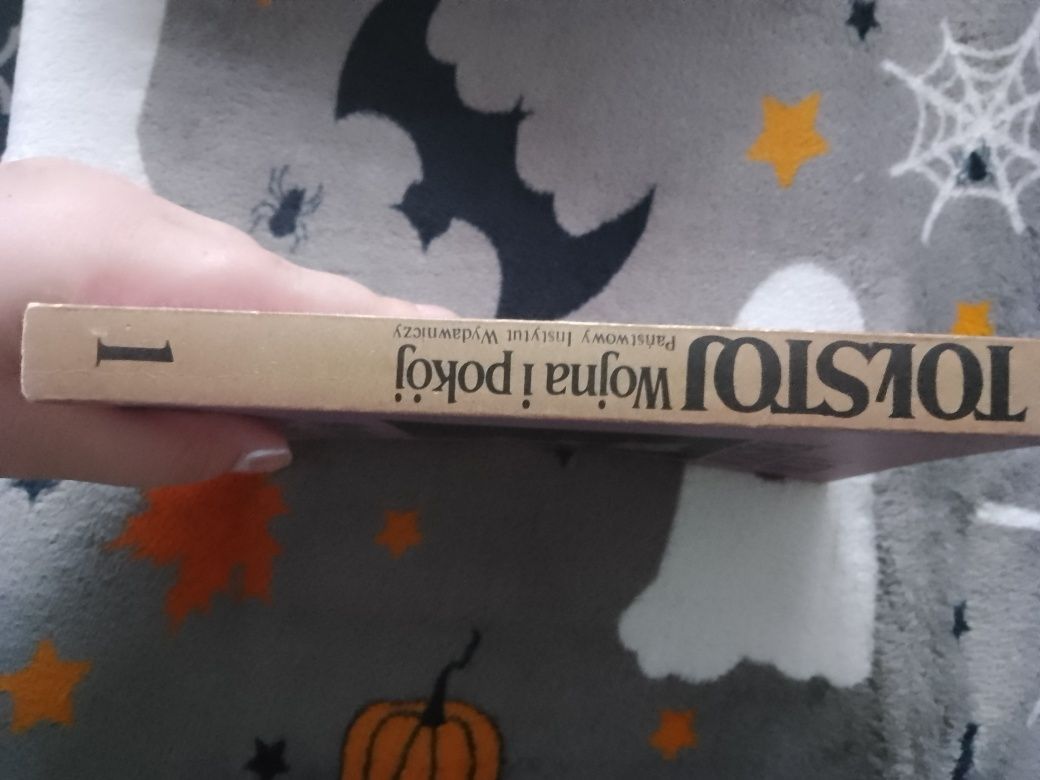 TOŁSTOJ
Wojna i pokój
Państwowy Instytut Wydawniczy
1